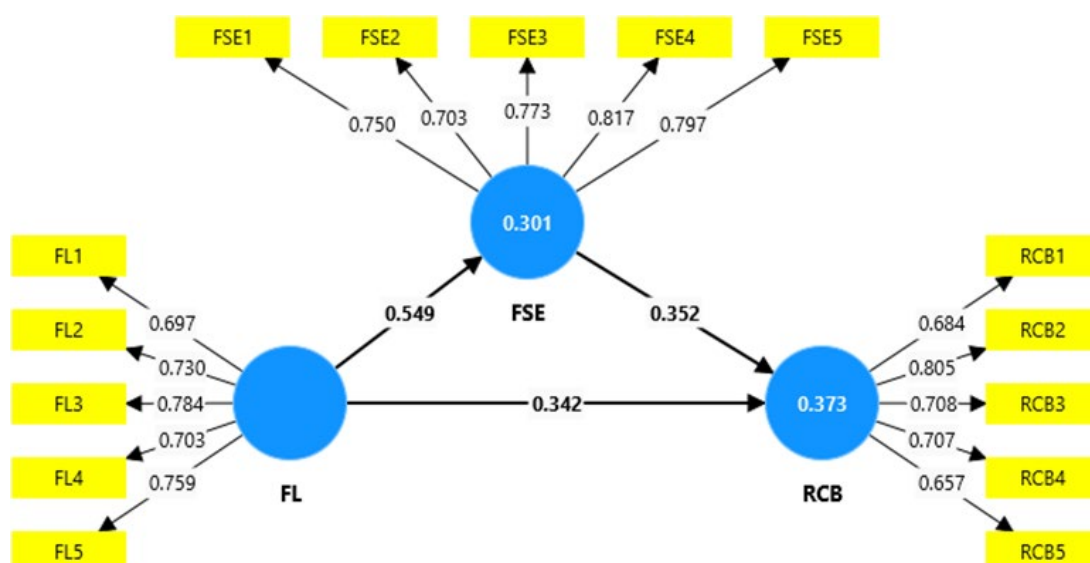 FSE1 FSE2 FSE3 FSE4 FSE5
0.750 0.703 0.773 0.817 0.797
0.301
FSE
FL1
FL2
FL3
FL4
FL5
0.697
0.730
0.784
0.703
0.759
FL
0.549
0.352
0.342
0.373
RCB
0.684
0.805
0.708
0.707
0.657
RCB1
RCB2
RCB3
RCB4
RCB5